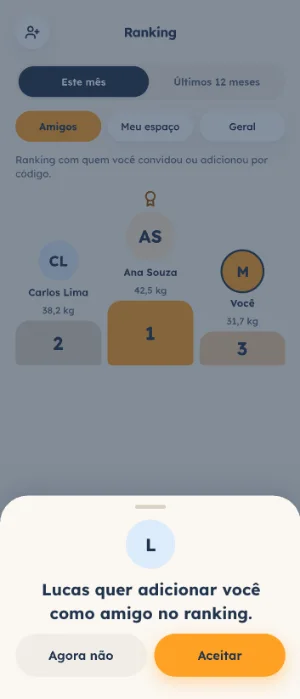 Ranking
Este mês
Últimos 12 meses
Amigos
Meu espaço
Geral
Ranking com quem você convidou ou adicionou por
código.
AS
CL
Ana Souza
M
Carlos Lima
42,5 kg
Você
38,2 kg
31,7 kg
1
2
3
L
Lucas quer adicionar você
como amigo no ranking.
Agora não
Aceitar